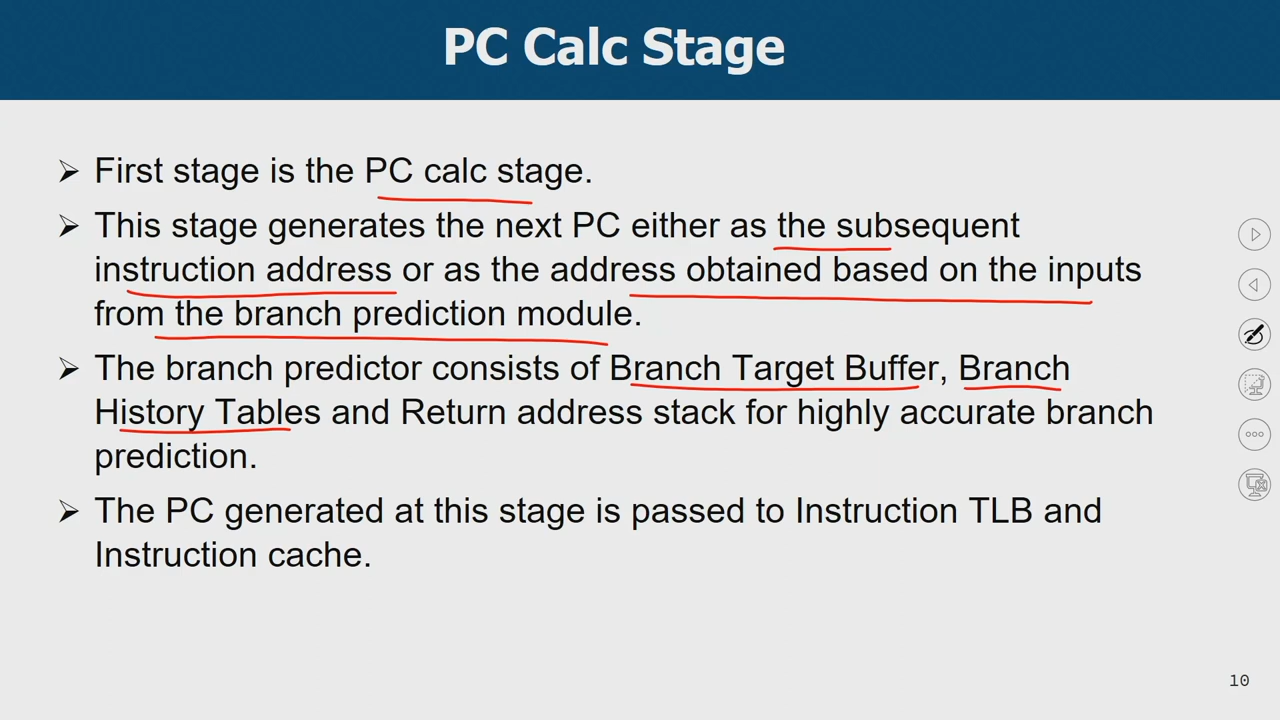 PC Calc Stage
➢ First stage is the PC calc stage.
➢ This stage generates the next PC either as the subsequent
instruction address or as the address obtained based on the inputs
from the branch prediction module.
➢ The branch predictor consists of Branch Target Buffer, Branch
History Tables and Return address stack for highly accurate branch
prediction.
➢ The PC generated at this stage is passed to Instruction TLB and
Instruction cache.
10